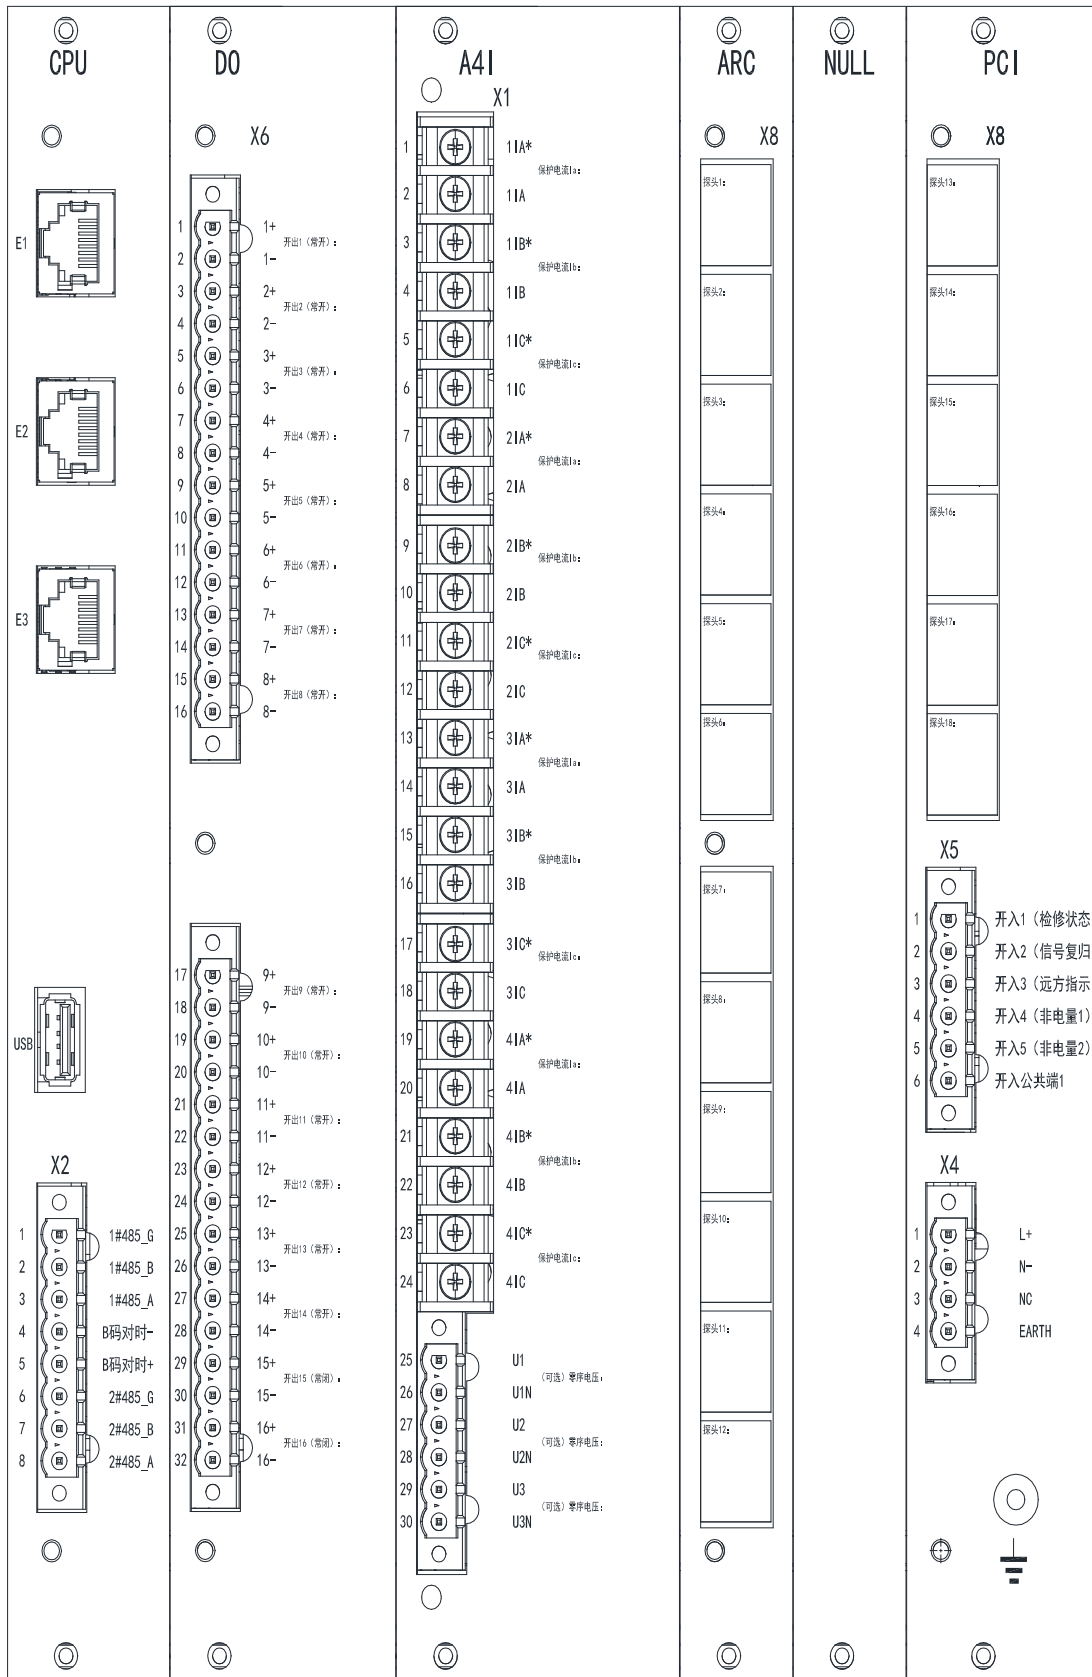 CPU
E1
E2
E3
USB
X2
1 1#485_G
2 1#485_B
3 1#485_A
4 B码对时-
5 B码对时+
6 2#485_G
7 2#485_B
8 2#485_A
DO
X6
1 1+
开出1（常开）:
2 1-
3 2+
开出2（常开）:
4 2-
5 3+
开出3（常开）:
6 3-
7 4+
开出4（常开）:
8 4-
9 5+
开出5（常开）:
10 5-
11 6+
开出6（常开）:
12 6-
13 7+
开出7（常开）:
14 7-
15 8+
开出8（常开）:
16 8-
17 9+
开出9（常开）:
18 9-
19 10+
开出10（常开）:
20 10-
21 11+
开出11（常开）:
22 11-
23 12+
开出12（常开）:
24 12-
25 13+
开出13（常开）:
26 13-
27 14+
开出14（常开）:
28 14-
29 15+
开出15（常闭）:
30 15-
31 16+
开出16（常闭）:
32 16-
A4I
X1
1 1IA*
保护电流Ia:
2 1IA
3 1IB*
保护电流Ib:
4 1IB
5 1IC*
保护电流Ic:
6 1IC
7 2IA*
保护电流Ia:
8 2IA
9 2IB*
保护电流Ib:
10 2IB
11 2IC*
保护电流Ic:
12 2IC
13 3IA*
保护电流Ia:
14 3IA
15 3IB*
保护电流Ib:
16 3IB
17 3IC*
保护电流Ic:
18 3IC
19 4IA*
保护电流Ia:
20 4IA
21 4IB*
保护电流Ib:
22 4IB
23 4IC*
保护电流Ic:
24 4IC
25 U1
（可选）零序电压:
26 U1N
27 U2
（可选）零序电压:
28 U2N
29 U3
（可选）零序电压:
30 U3N
ARC
X8
探头1:
探头2:
探头3:
探头4:
探头5:
探头6:
探头7:
探头8:
探头9:
探头10:
探头11:
探头12:
NULL
PCI
X8
探头13:
探头14:
探头15:
探头16:
探头17:
探头18:
X5
1 开入1（检修状态
2 开入2（信号复归
3 开入3（远方指示
4 开入4（非电量1）
5 开入5（非电量2）
6 开入公共端1
X4
1 L+
2 N-
3 NC
4 EARTH